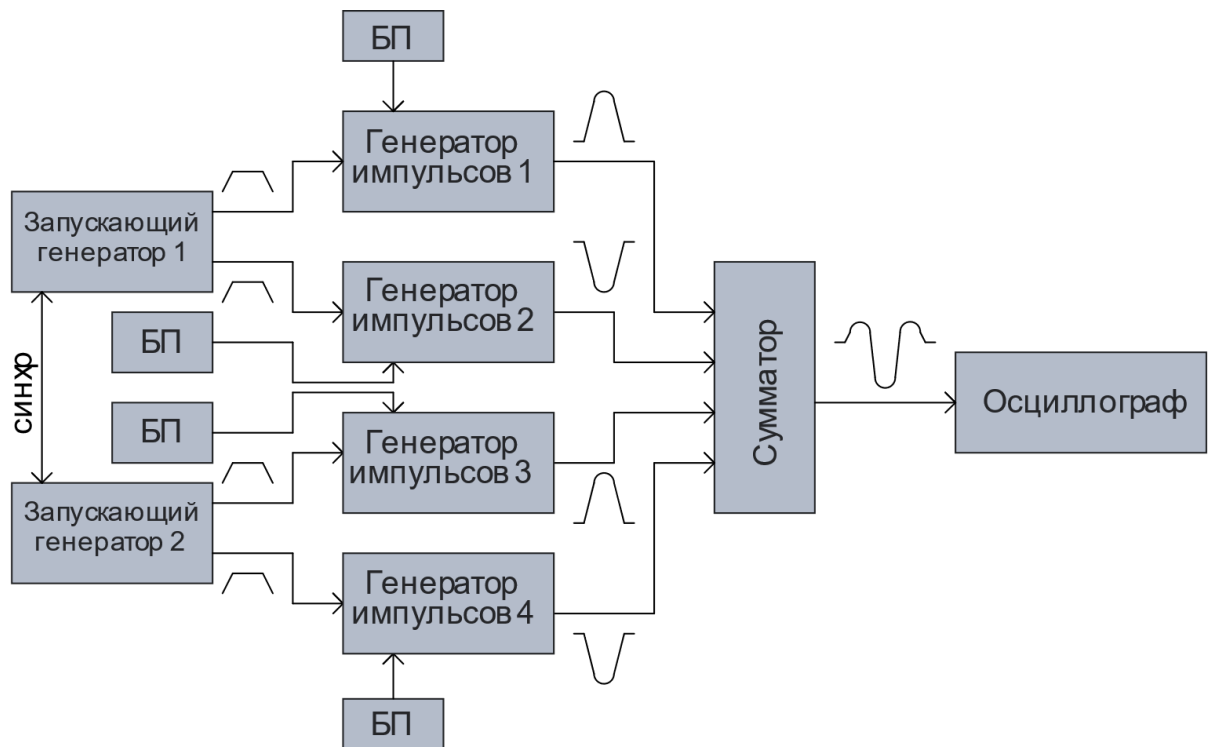 БП
Генератор
импульсов 1
Запускающий
генератор 1
Генератор
импульсов 2
БП
синхр
БП
Генератор
импульсов 3
Сумматор
Осциллограф
Запускающий
генератор 2
Генератор
импульсов 4
БП